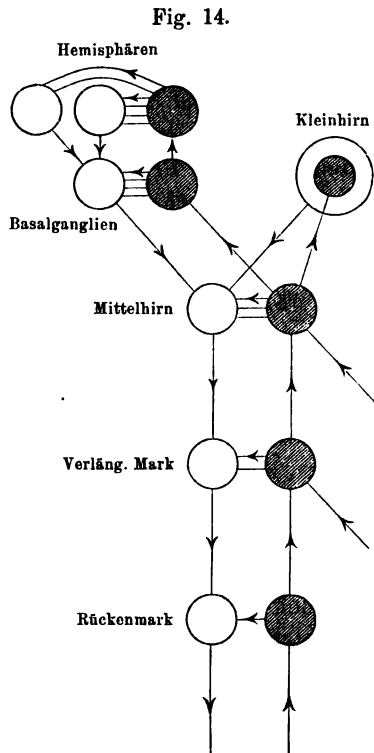 Fig. 14.
Hemisphären
Kleinhirn
Basalganglien
Mittelhirn
Verläng. Mark
Rückenmark